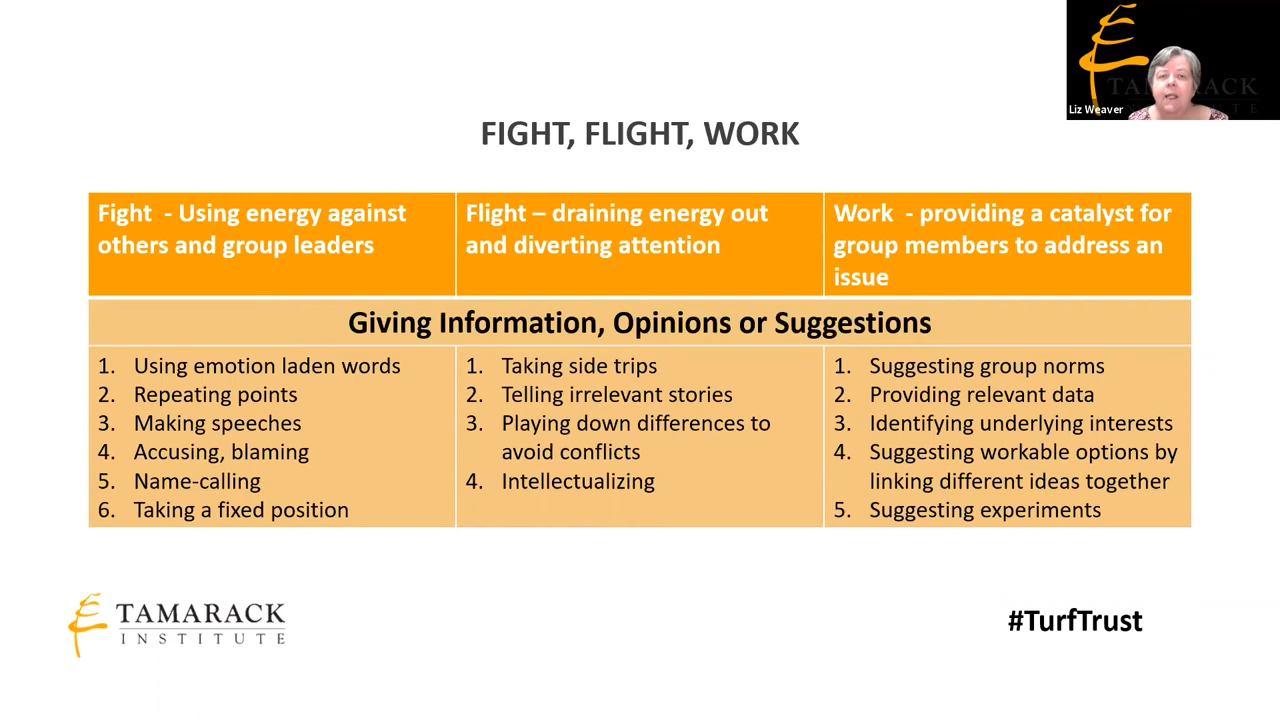 TAMARACK
Liz Weaver
INSTITUTE
FIGHT, FLIGHT, WORK
Fight - Using energy against
others and group leaders
Flight – draining energy out
and diverting attention
Work - providing a catalyst for
group members to address an
issue
Giving Information, Opinions or Suggestions
1. Using emotion laden words
2. Repeating points
3. Making speeches
4. Accusing, blaming
5. Name-calling
6. Taking a fixed position
1. Taking side trips
2. Telling irrelevant stories
3. Playing down differences to
avoid conflicts
4. Intellectualizing
1. Suggesting group norms
2. Providing relevant data
3. Identifying underlying interests
4. Suggesting workable options by
linking different ideas together
5. Suggesting experiments
TAMARACK
INSTITUTE
#TurfTrust